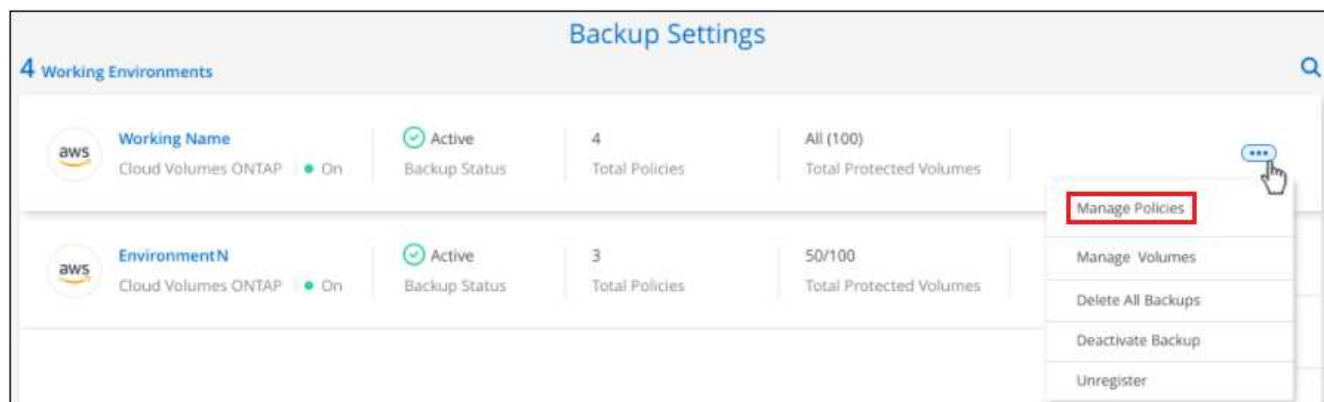 Backup Settings
4 Working Environments
aws
Working Name
Cloud Volumes ONTAP On
Active
Backup Status
4
Total Policies
All (100)
Total Protected Volumes
Manage Policies
Manage Volumes
Delete All Backups
Deactivate Backup
Unregister
aws
EnvironmentN
Cloud Volumes ONTAP On
Active
Backup Status
3
Total Policies
50/100
Total Protected Volumes